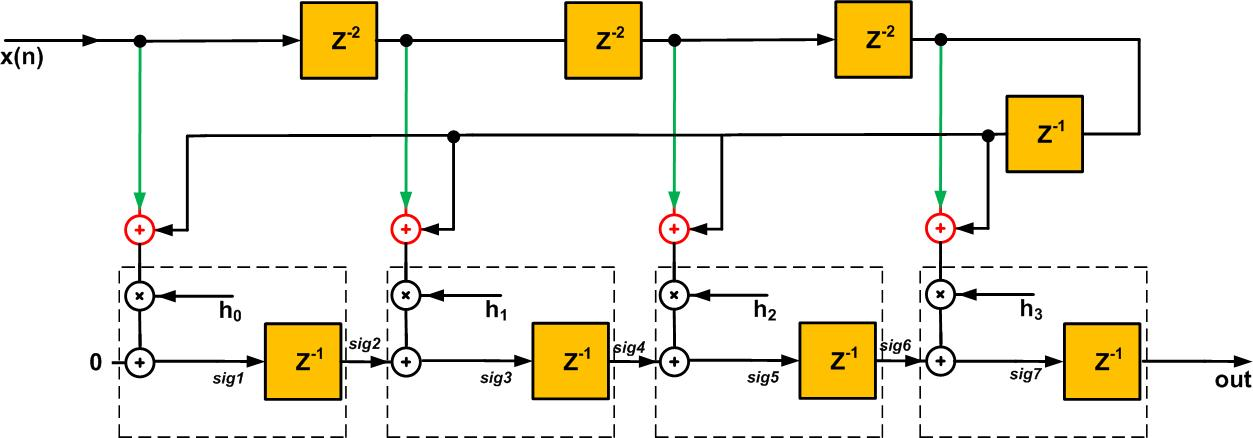 x(n)
Z-2
Z-2
Z-2
Z-1
+
+
+
+
×
h0
×
h1
×
h2
×
h3
0
+
sig1
Z-1
sig2
+
sig3
Z-1
sig4
+
sig5
Z-1
sig6
+
sig7
Z-1
out